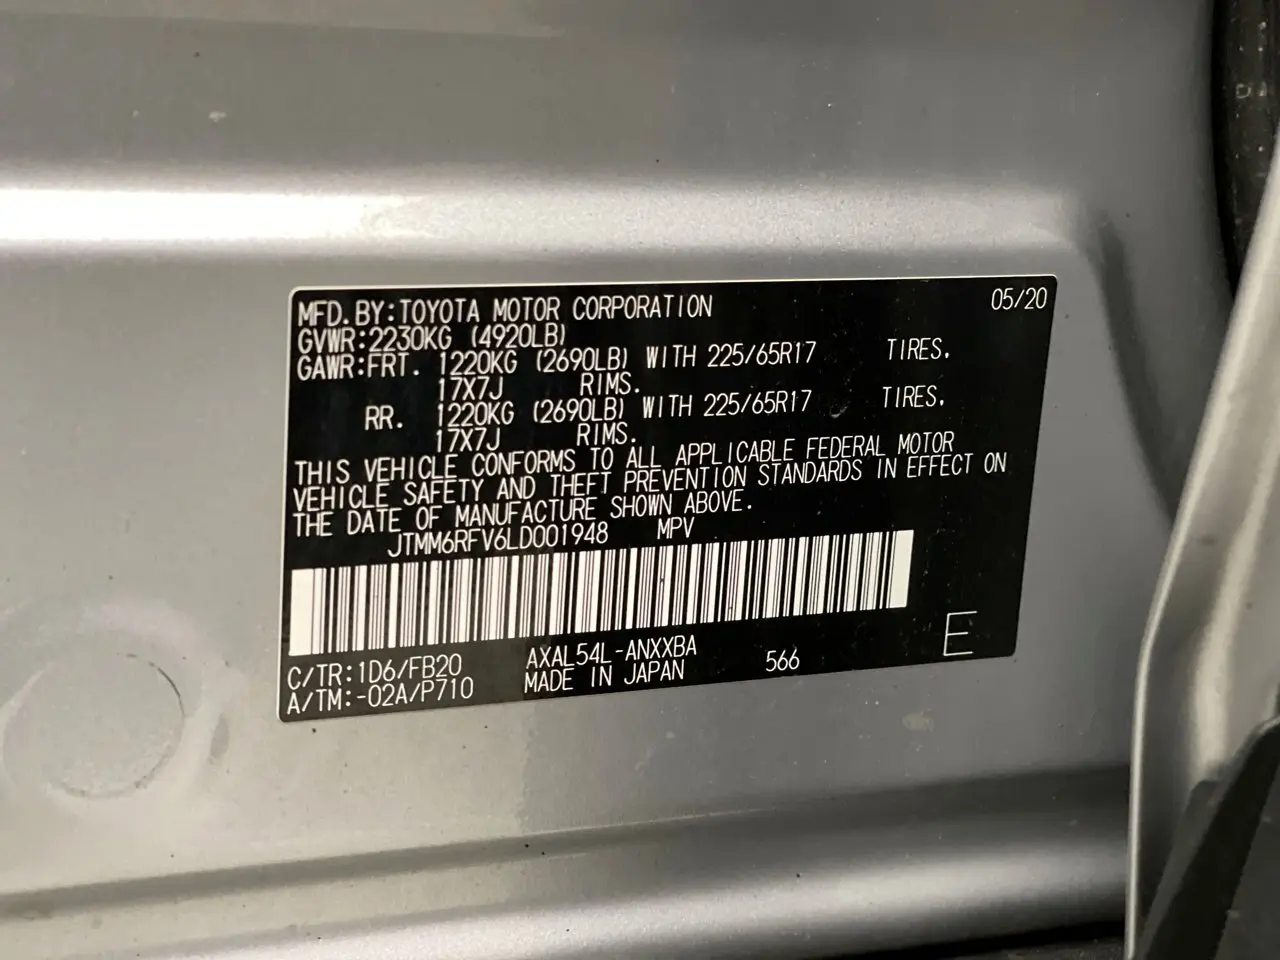 MFD.BY:TOYOTA MOTOR CORPORATION 05/20
GVWR:2230KG (4920LB)
GAWR:FRT. 1220KG (2690LB) WITH 225/65R17 TIRES.
17X7J RIMS.
RR. 1220KG (2690LB) WITH 225/65R17 TIRES.
17X7J RIMS.
THIS VEHICLE CONFORMS TO ALL APPLICABLE FEDERAL MOTOR
VEHICLE SAFETY AND THEFT PREVENTION STANDARDS IN EFFECT ON
THE DATE OF MANUFACTURE SHOWN ABOVE.
JTMM6RFV6LD001948 MPV
C/TR:1D6/FB20 AXAL54L-ANXXBA 566 E
A/TM:-02A/P710 MADE IN JAPAN